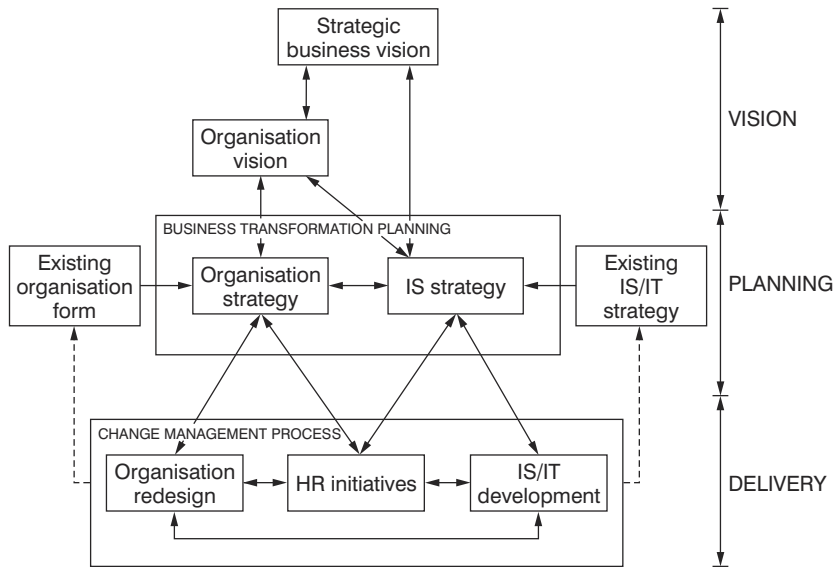 Strategic
business vision
VISION
Organisation
vision
BUSINESS TRANSFORMATION PLANNING
Existing
organisation
form
Organisation
strategy
IS strategy
Existing
IS/IT
strategy
PLANNING
CHANGE MANAGEMENT PROCESS
Organisation
redesign
HR initiatives
IS/IT
development
DELIVERY